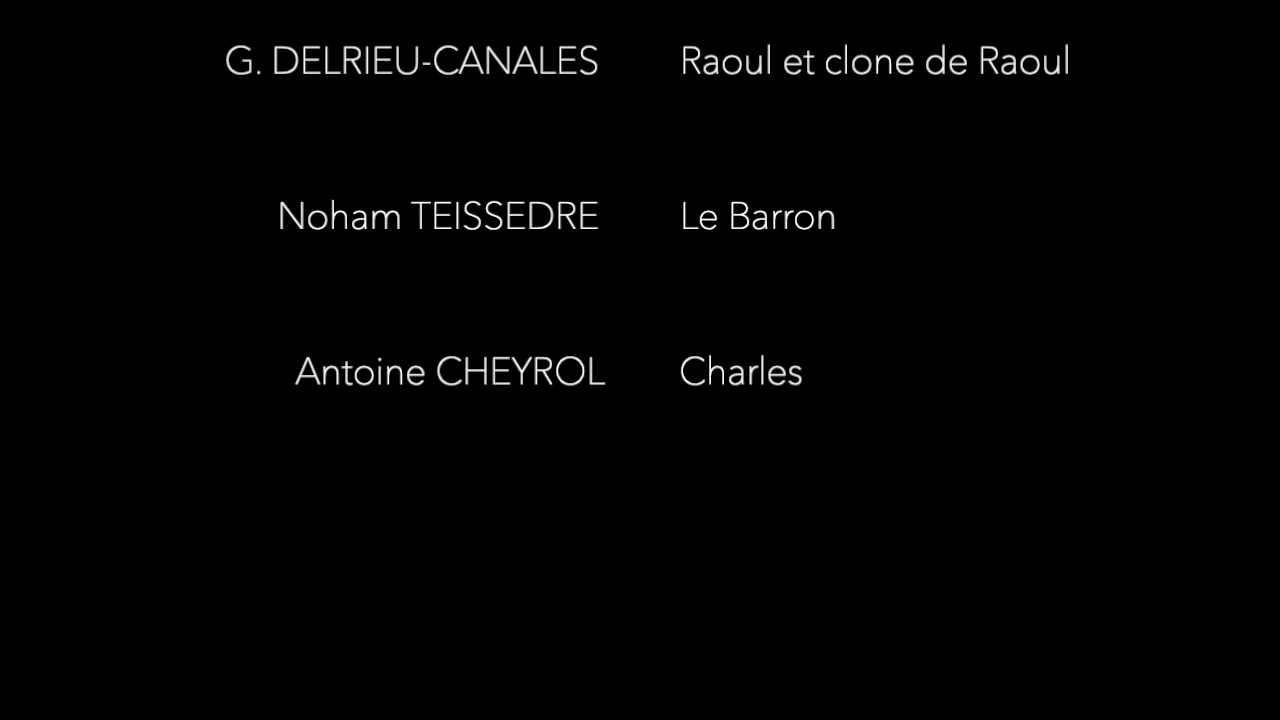 G. DELRIEU-CANALES Raoul et clone de Raoul
Noham TEISSEDRE Le Barron
Antoine CHEYROL Charles